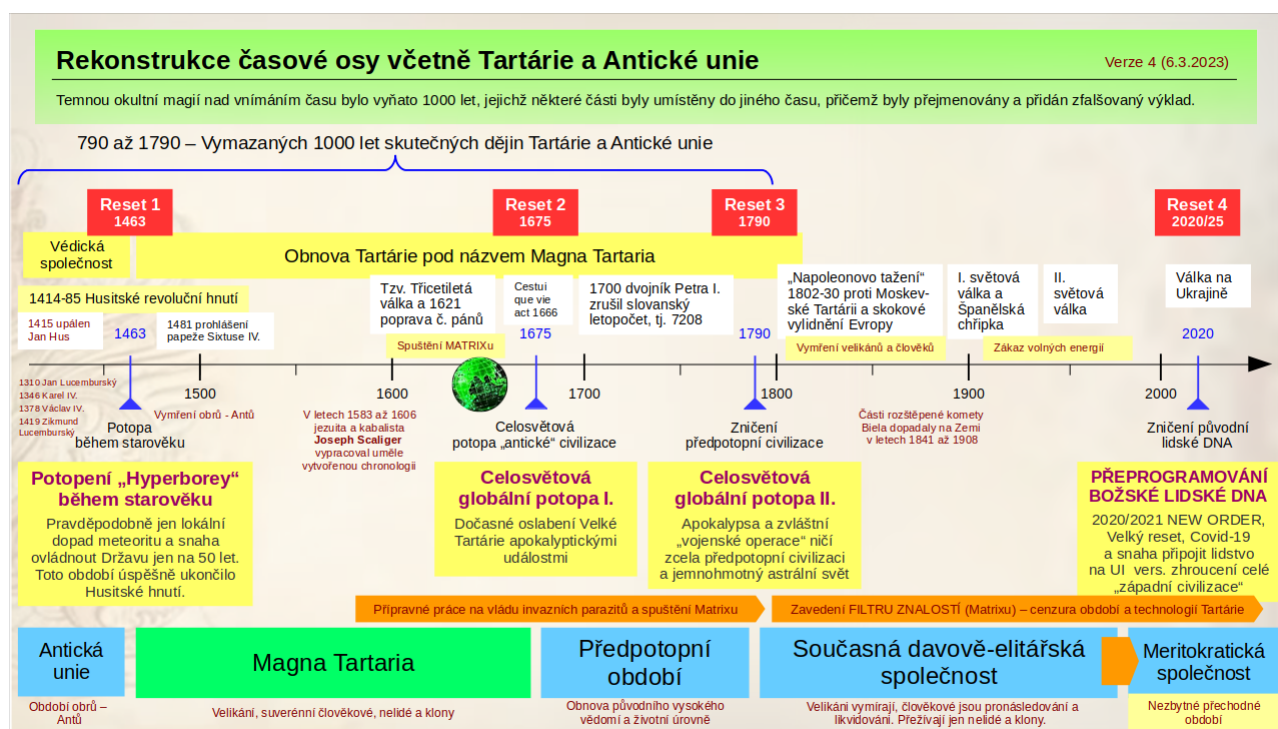 Rekonstrukce časové osy včetně Tartárie a Antické unie
Verze 4 (6.3.2023)
Temnou okultní magií nad vnímáním času bylo vyňato 1000 let, jejichž některé části byly umístěny do jiného času, přičemž byly přejmenovány a přidán zfalšovaný výklad.
790 až 1790 – Vymazaných 1000 let skutečných dějin Tartárie a Antické unie
Reset 1
1463
Reset 2
1675
Reset 3
1790
Reset 4
2020/25
Védická
společnost
Obnova Tartárie pod názvem Magna Tartaria
1414-85 Husitské revoluční hnutí
1415 upálen
Jan Hus
1463
1481 prohlášení
papeže Sixtuse IV.
Tzv. Třicetiletá
válka a 1621
poprava č. pánů
Spuštění MATRIXu
Cestui
que vie
act 1666
1675
1700 dvojník Petra I.
zrušil slovanský
letopočet, tj. 7208
1790
„Napoleonovo tažení“
1802-30 proti Moskev-
ské Tartárii a skokové
vylidnění Evropy
Vymření velikánů a člověků
I. světová
válka a
Španělská
chřipka
II.
světová
válka
Zákaz volných energií
Válka na
Ukrajině
2020
1500
1600
1700
1800
1900
2000
1310 Jan Lucemburský
1346 Karel IV.
1378 Václav IV.
1419 Zikmund
Lucemburský
Potopa
během starověku
Vymření obrů - Antů
V letech 1583 až 1606
jezuita a kabalista
Joseph Scaliger
vypracoval uměle
vytvořenou chronologii
Celosvětová
potopa „antické“ civilizace
Zničení
předpotopní civilizace
Části rozštěpené komety
Biela dopadaly na Zemi
v letech 1841 až 1908
Zničení původní
lidské DNA
Potopení „Hyperborey“
během starověku
Pravděpodobně jen lokální
dopad meteoritu a snaha
ovládnout Državu jen na 50 let.
Toto období úspěšně ukončilo
Husitské hnutí.
Celosvětová
globální potopa I.
Dočasné oslabení Velké
Tartárie apokalyptickými
událostmi
Celosvětová
globální potopa II.
Apokalypsa a zvláštní
„vojenské operace“ ničí
zcela předpotopní civilizaci
a jemnohmotný astrální svět
PŘEPROGRAMOVÁNÍ
BOŽSKÉ LIDSKÉ DNA
2020/2021 NEW ORDER,
Velký reset, Covid-19
a snaha připojit lidstvo
na UI vers. zhroucení celé
„západní civilizace“
Přípravné práce na vládu invazních parazitů a spuštění Matrixu
Zavedení FILTRU ZNALOSTÍ (Matrixu) – cenzura období a technologií Tartárie
Antická
unie
Magna Tartaria
Předpotopní
období
Současná davově-elitářská
společnost
Meritokratická
společnost
Období obrů –
Antů
Velikáni, suverénní člověkové, nelidé a klony
Obnova původního vysokého
vědomí a životní úrovně
Velikáni vymírají, člověkové jsou pronásledováni a
likvidováni. Přežívají jen nelidé a klony.
Nezbytné přechodné
období